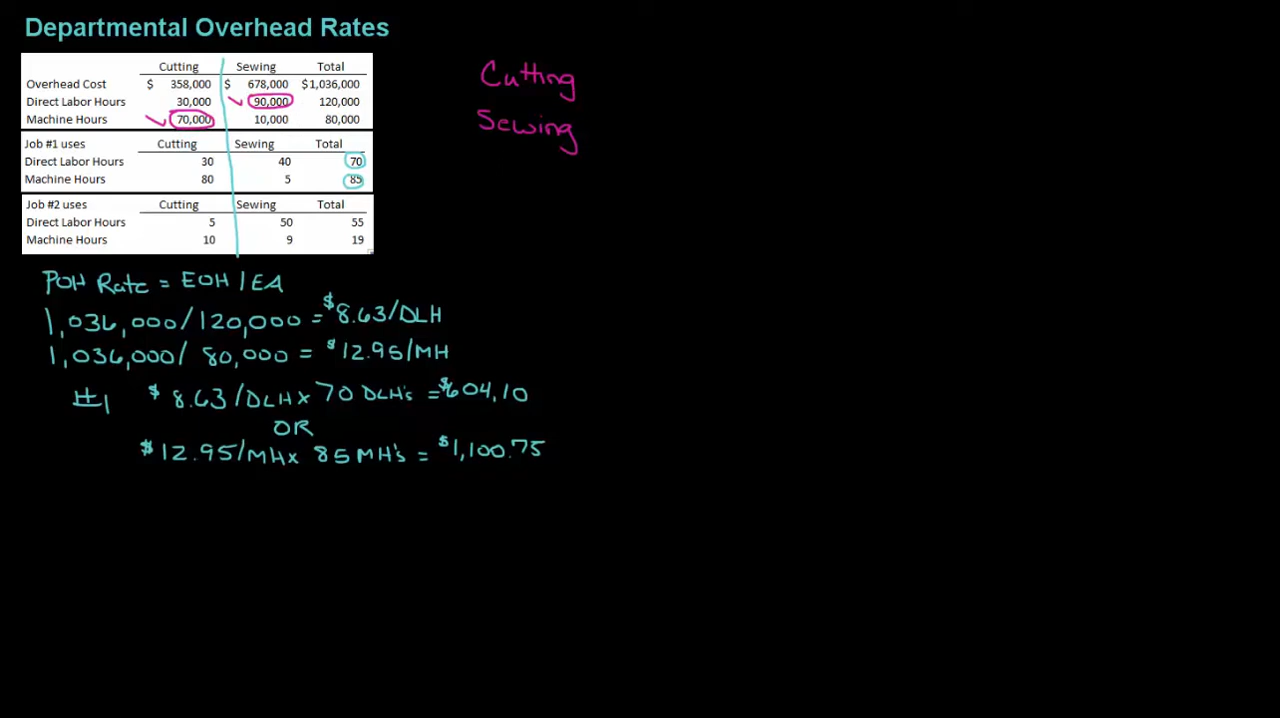 Departmental Overhead Rates
Cutting Sewing Total
Overhead Cost $ 358,000 $ 678,000 $1,036,000
Direct Labor Hours 30,000 90,000 120,000
Machine Hours 70,000 10,000 80,000
Job #1 uses Cutting Sewing Total
Direct Labor Hours 30 40 70
Machine Hours 80 5 85
Job #2 uses Cutting Sewing Total
Direct Labor Hours 5 50 55
Machine Hours 10 9 19
POH Rate = EOH / EA
1,036,000/120,000 = $8.63/DLH
1,036,000/ 80,000 = $12.95/MH
#1 $8.63/DLH x 70 DLH's = $604.10
OR
$12.95/MH x 85 MH's = $1,100.75
Cutting
Sewing